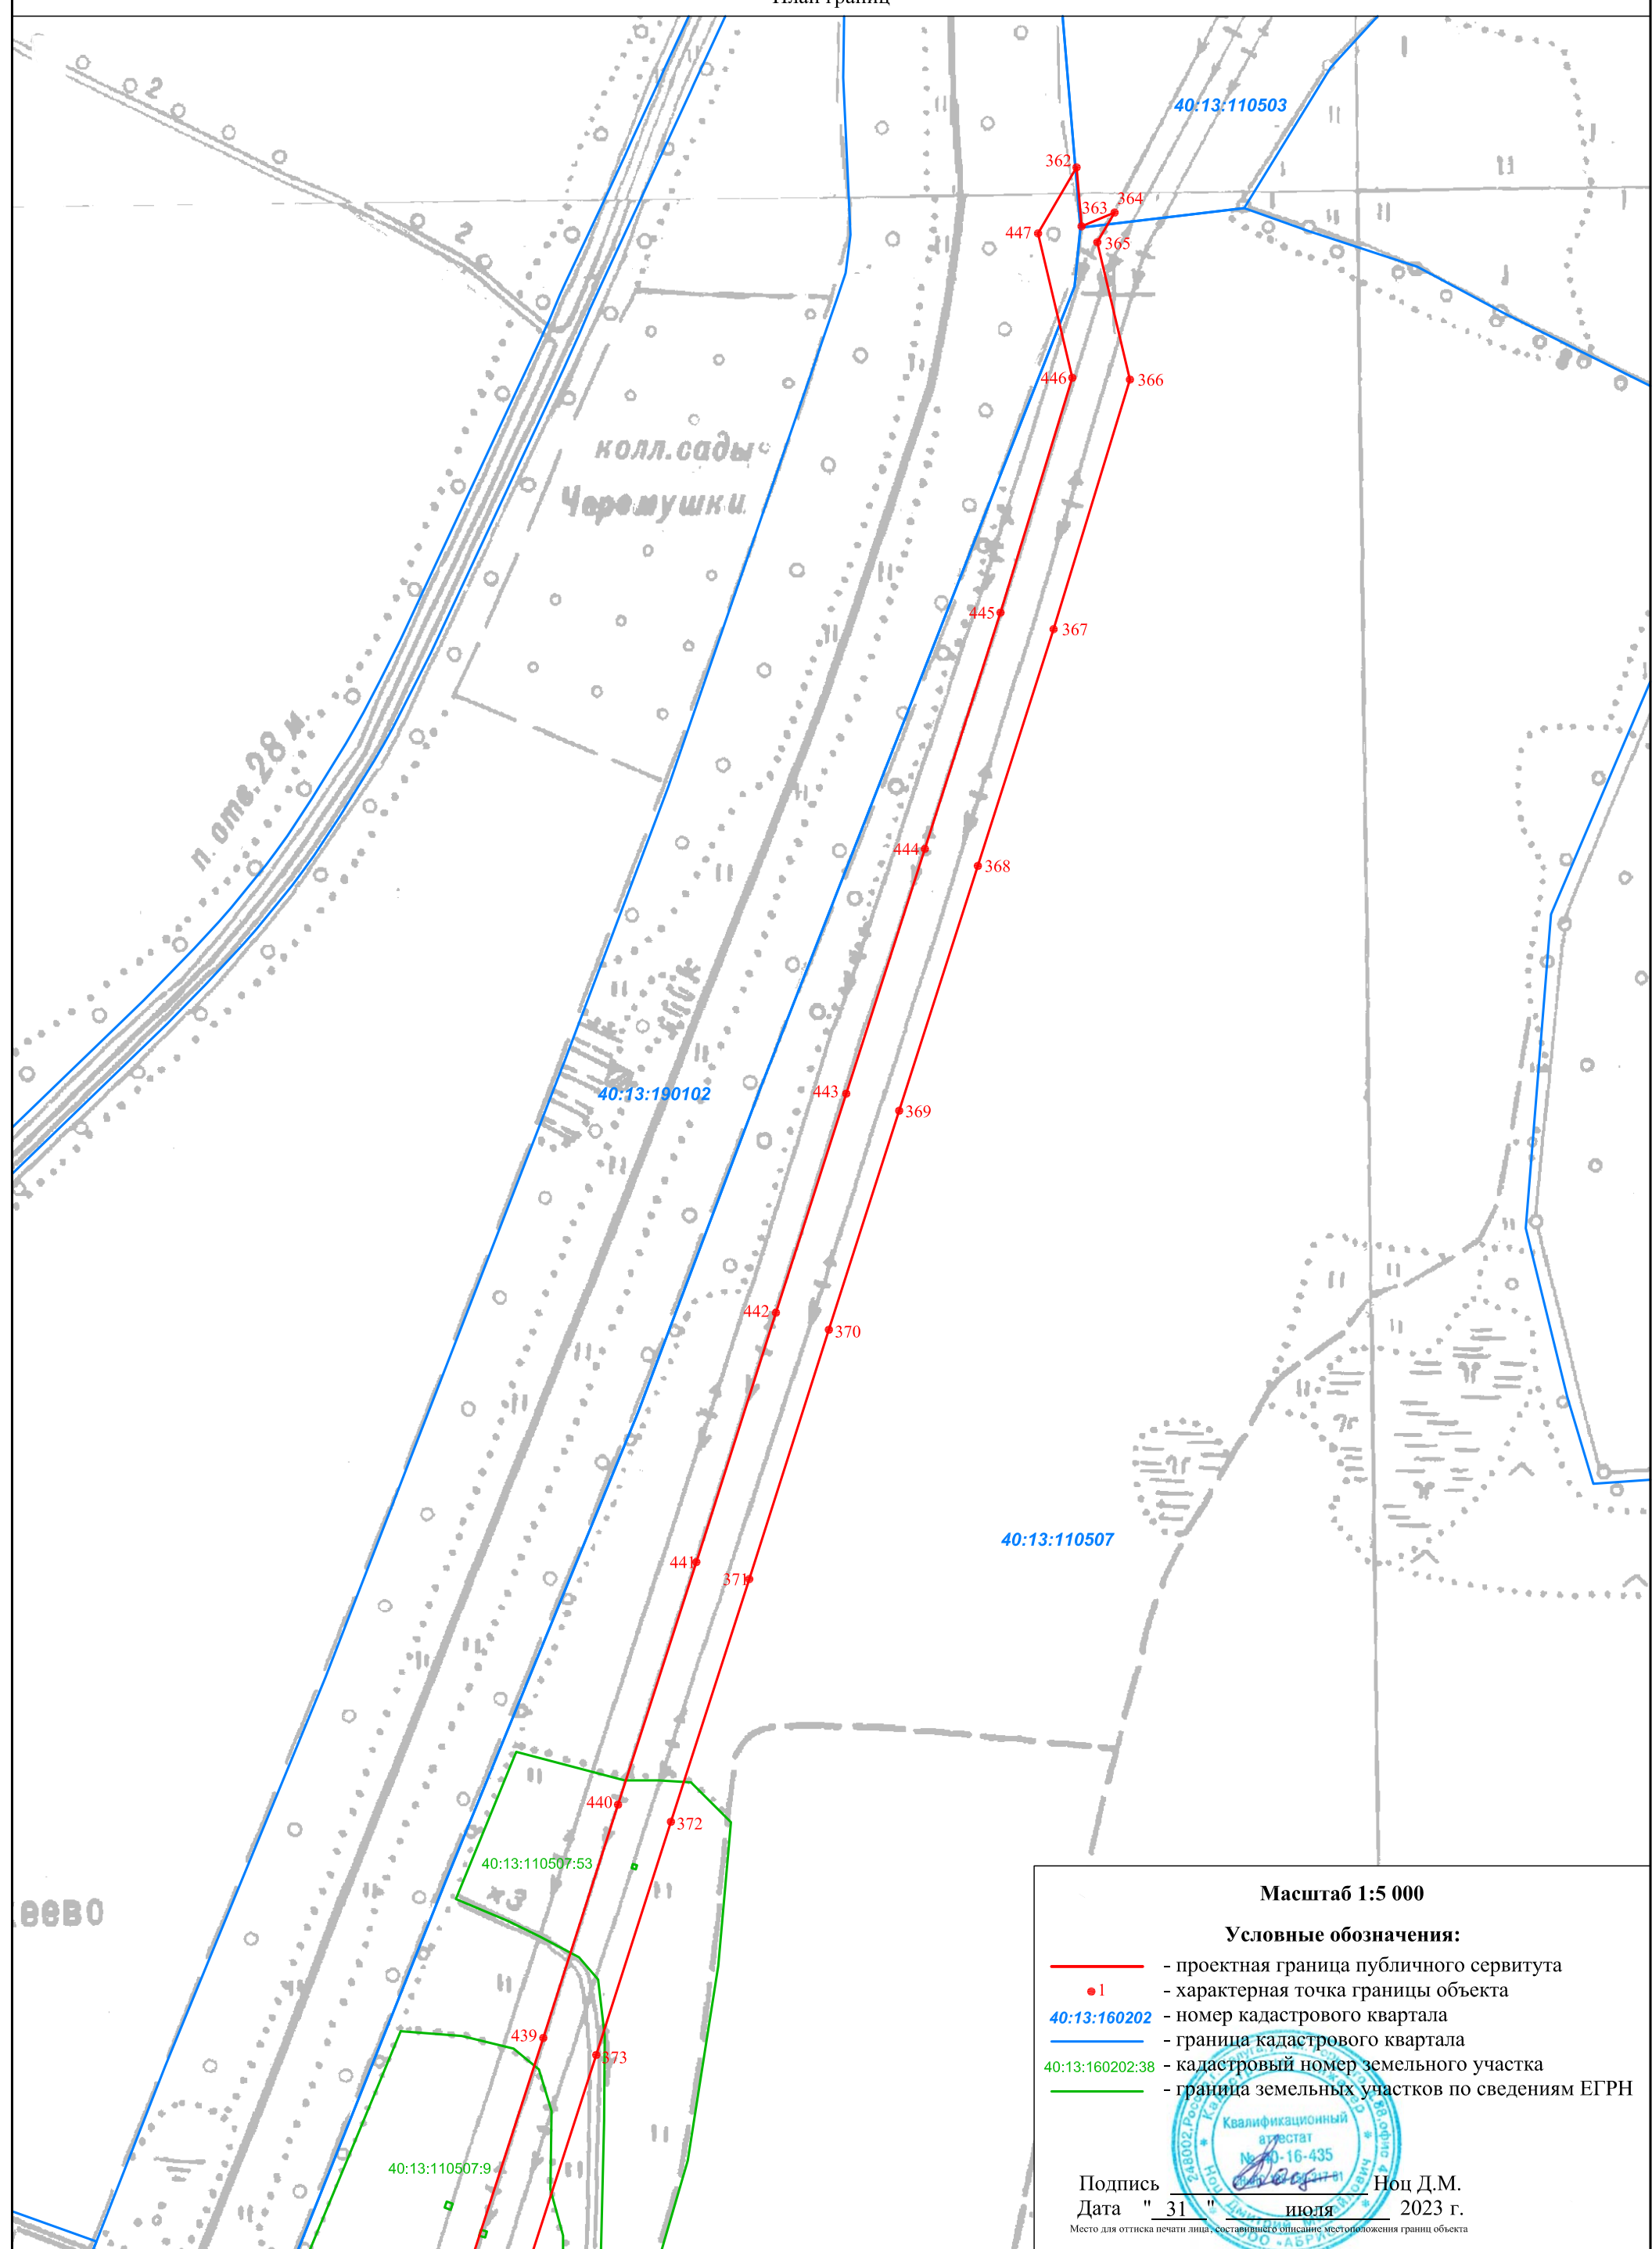 План границ
2
40:13:110503
362
364
363
2
447
365
446
366
колл.сады
Черемушки
445
367
п. отв. 28 м.
444
368
40:13:190102
443
369
442
370
40:13:110507
441
371
440
372
40:13:110507:53
х3
еево
439
373
40:13:110507:9
Масштаб 1:5 000
Условные обозначения:
- проектная граница публичного сервитута
1 - характерная точка границы объекта
40:13:160202 - номер кадастрового квартала
- граница кадастрового квартала
40:13:160202:38 - кадастровый номер земельного участка
- граница земельных участков по сведениям ЕГРН
Квалификационный
аттестат
№ 40-16-435
Подпись Ноц Д.М.
Дата " 31 " июля 2023 г.
Место для оттиска печати лица, составившего описание местоположения границ объекта